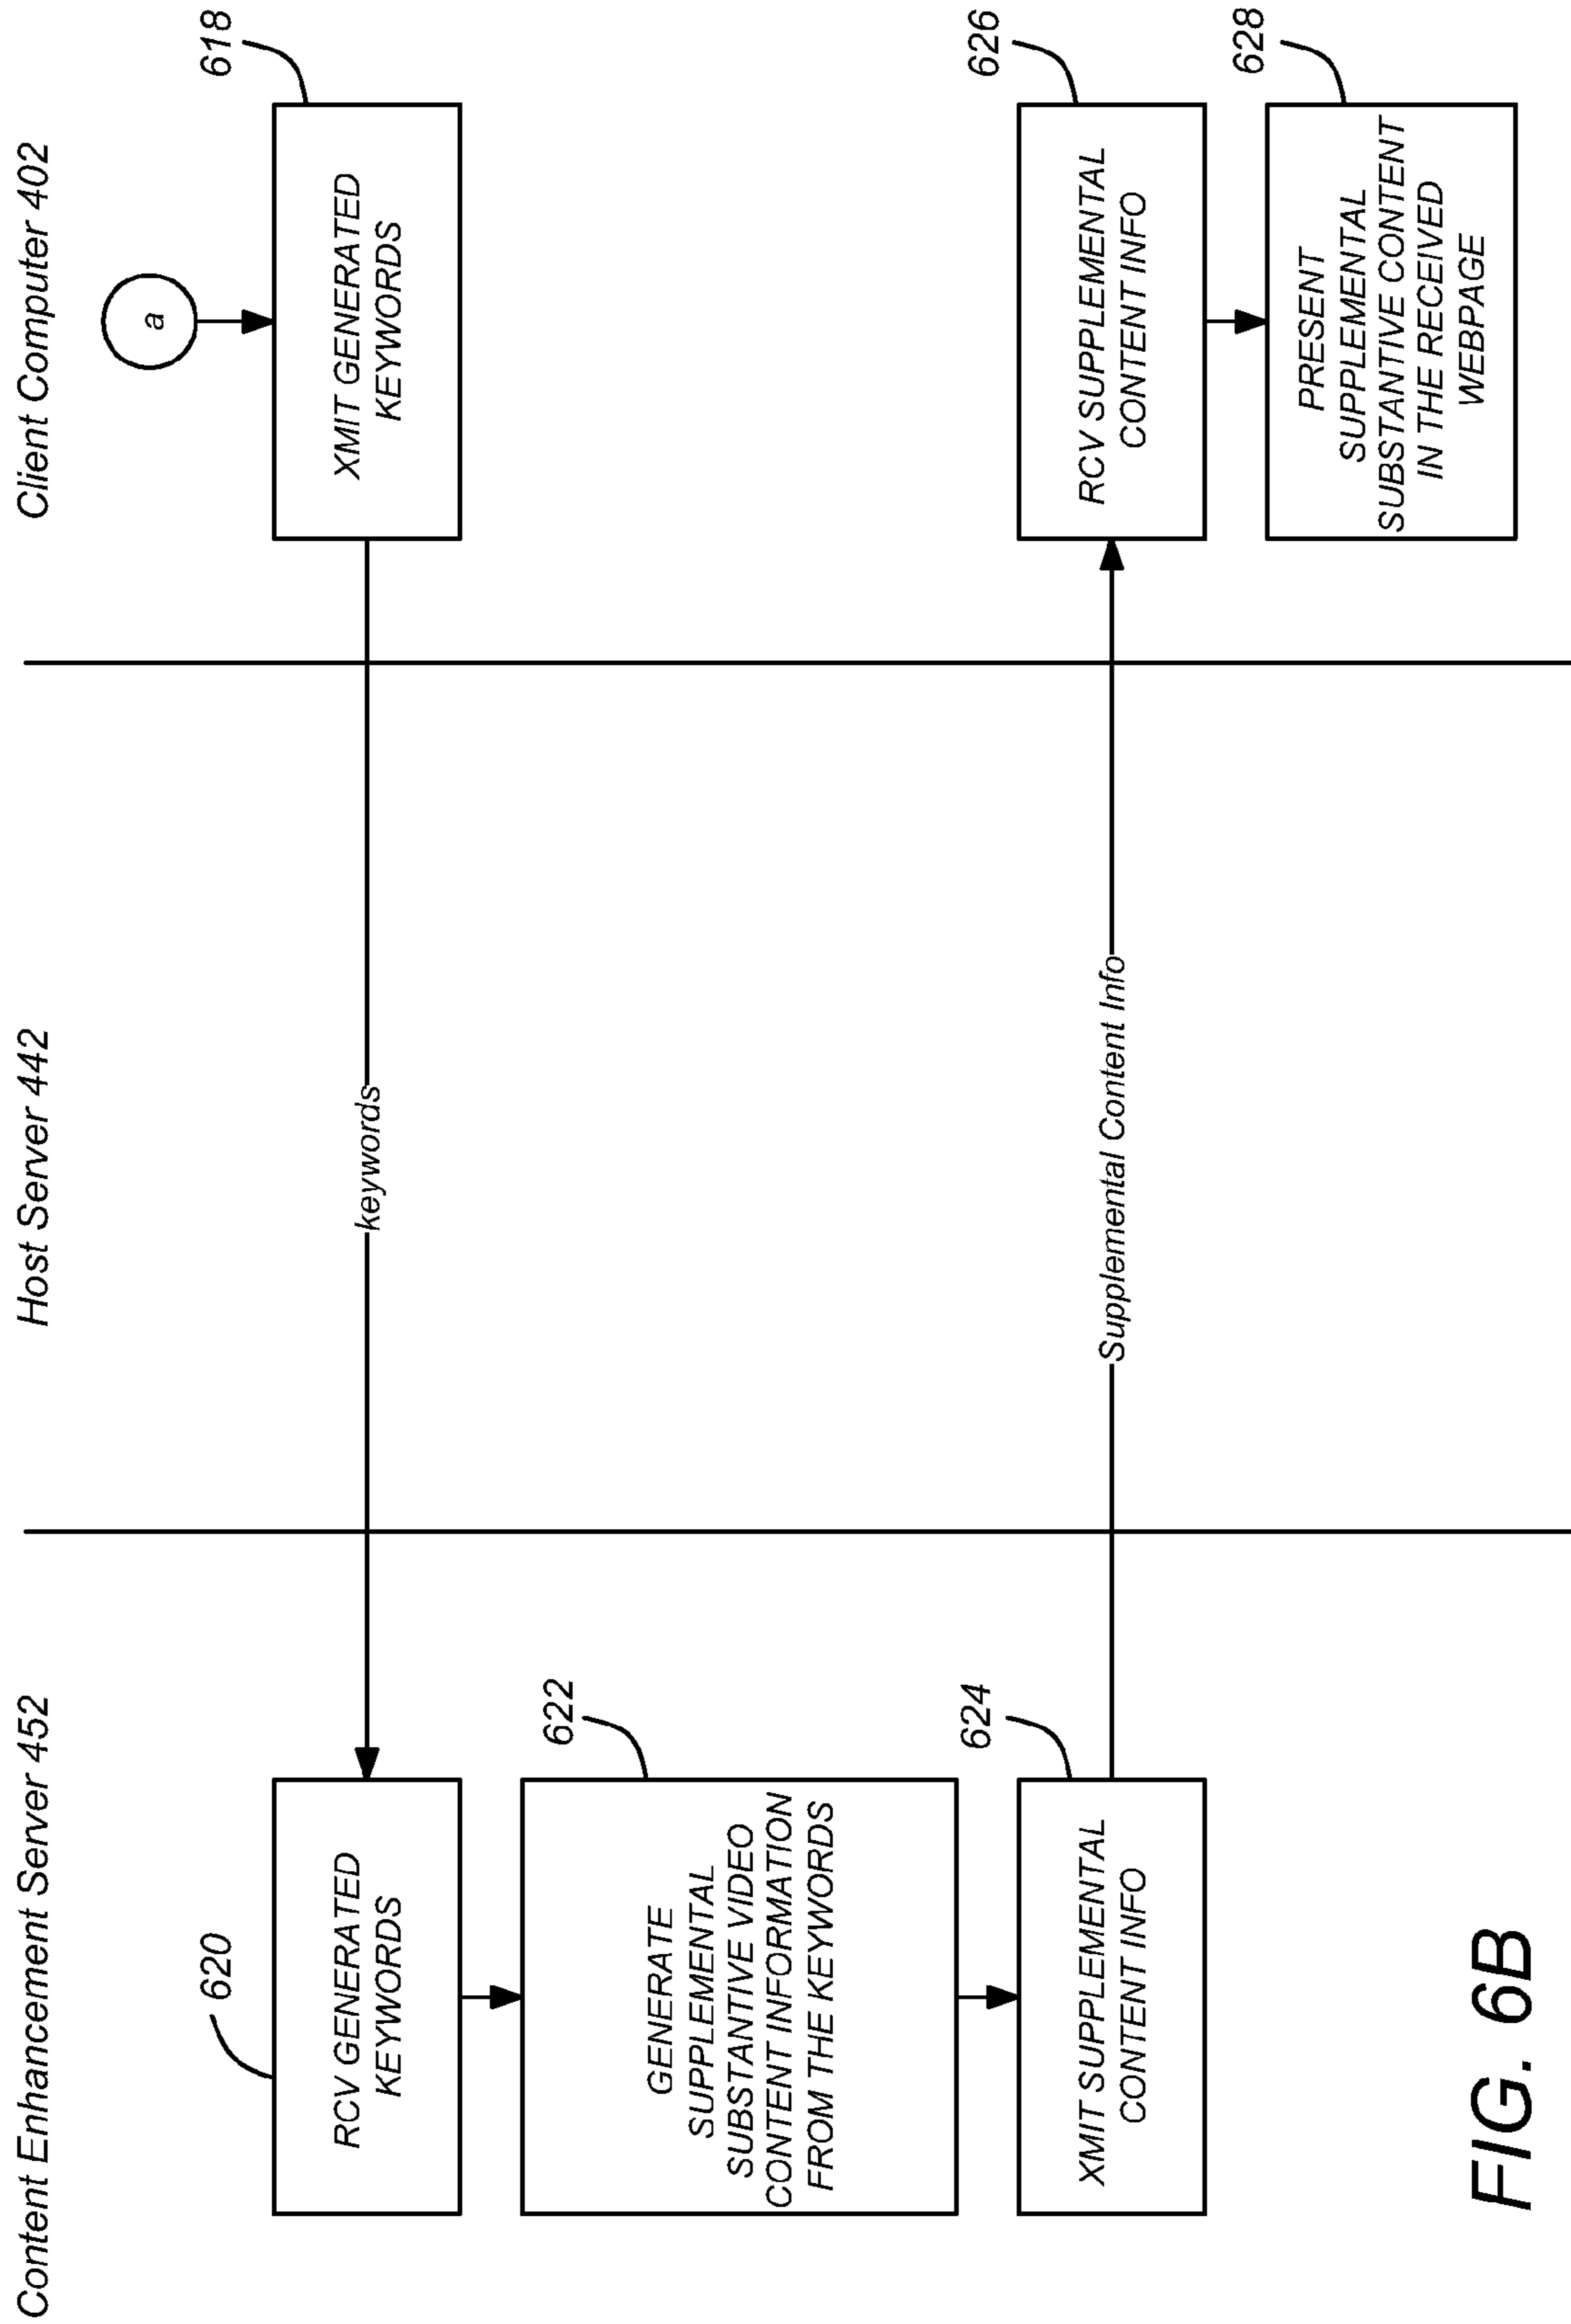 Content Enhancement Server 452
Host Server 442
Client Computer 402
a
618
XMIT GENERATED
KEYWORDS
keywords
620
RCV GENERATED
KEYWORDS
622
GENERATE
SUPPLEMENTAL
SUBSTANTIVE VIDEO
CONTENT INFORMATION
FROM THE KEYWORDS
624
XMIT SUPPLEMENTAL
CONTENT INFO
Supplemental Content Info
626
RCV SUPPLEMENTAL
CONTENT INFO
628
PRESENT
SUPPLEMENTAL
SUBSTANTIVE CONTENT
IN THE RECEIVED
WEBPAGE
FIG. 6B